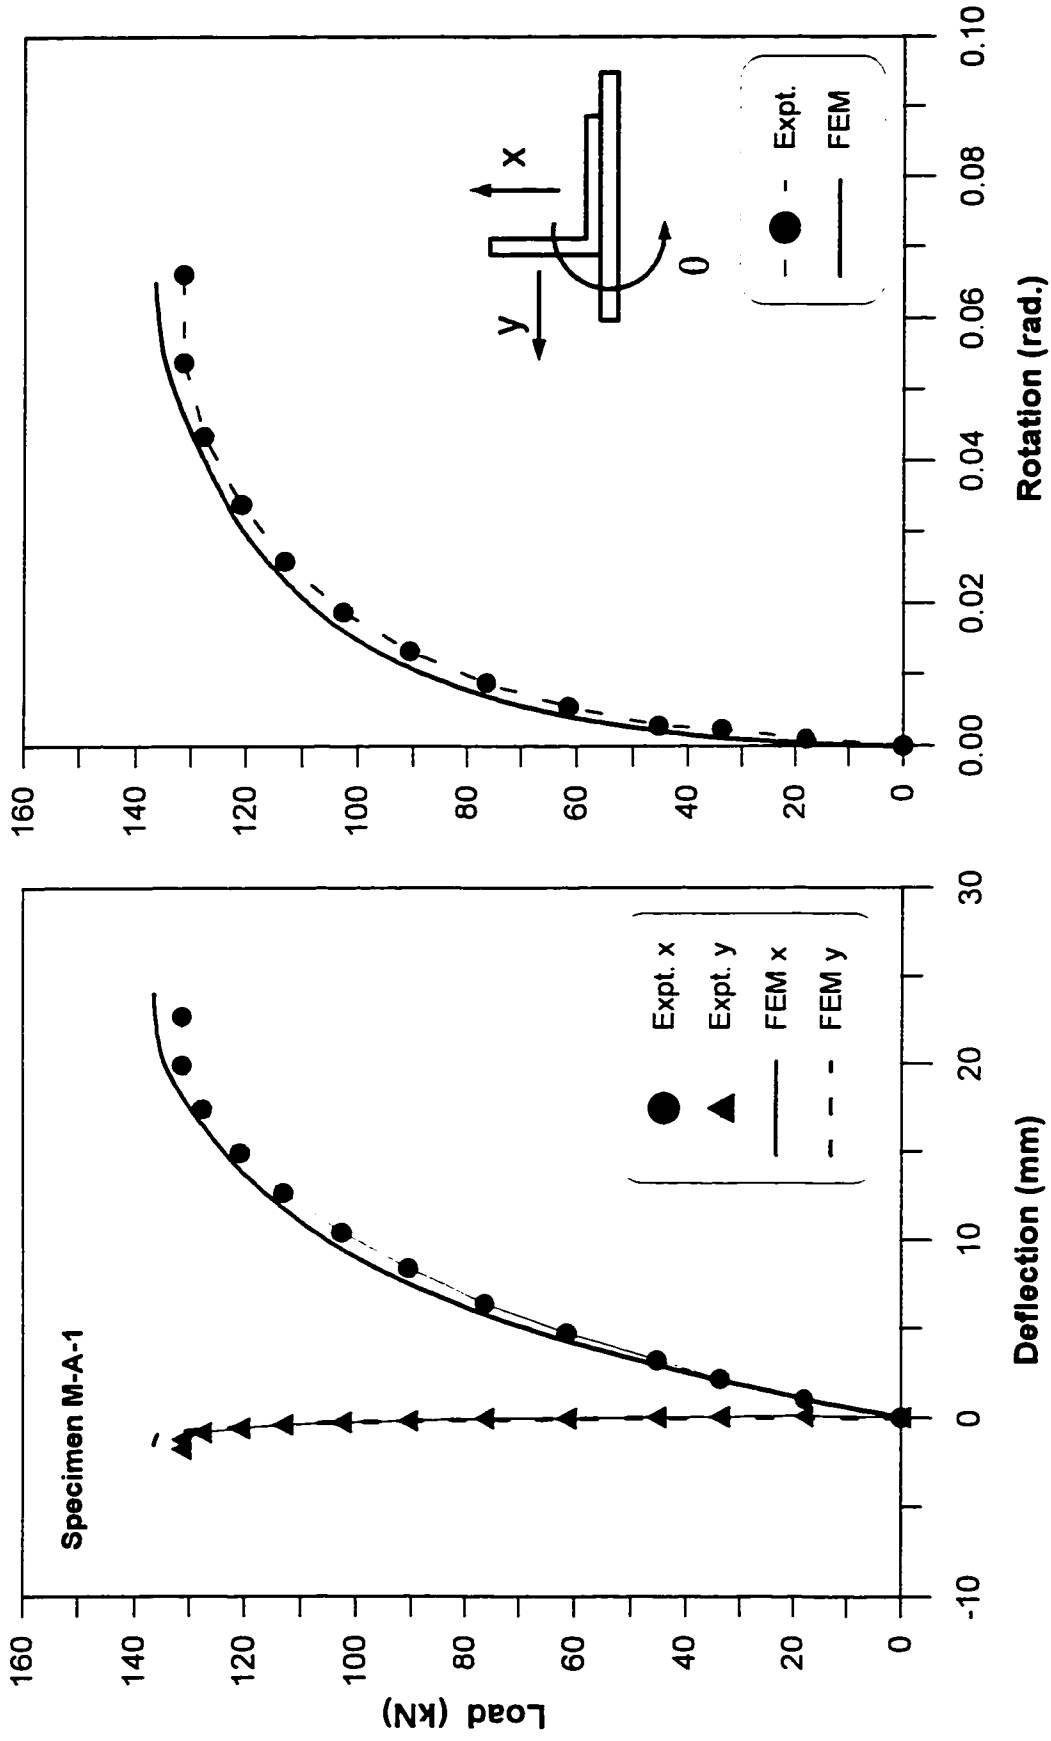 Specimen M-A-1
Load (kN)
160
140
120
100
80
60
40
20
0
-10
0
10
20
30
Deflection (mm)
Expt. x
Expt. y
FEM x
FEM y
160
140
120
100
80
60
40
20
0
0.00
0.02
0.04
0.06
0.08
0.10
Rotation (rad.)
y
x
θ
Expt.
FEM